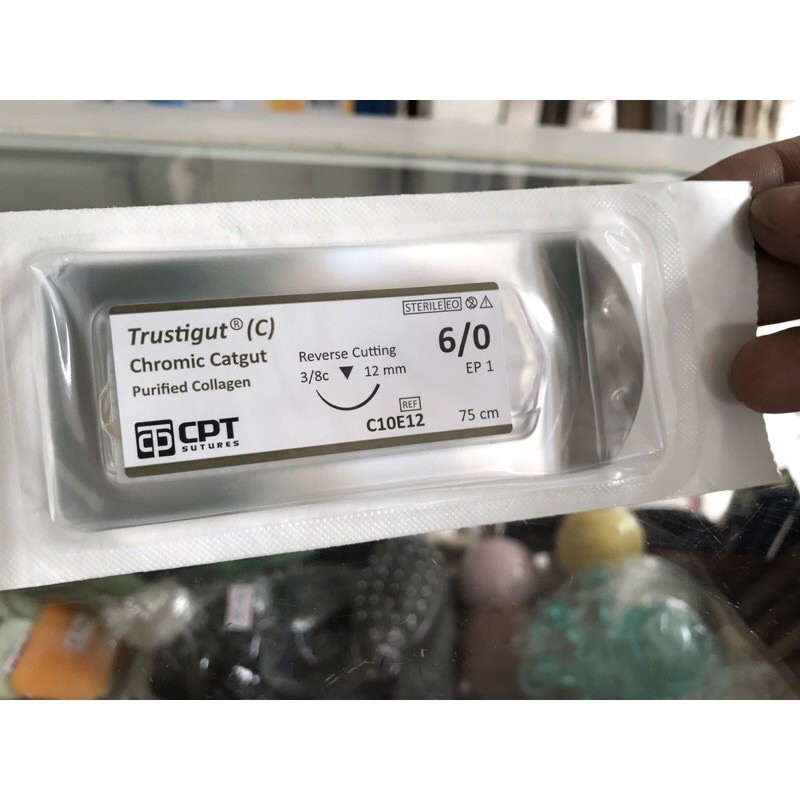 STERILE EO
Trustigut® (C)
Chromic Catgut
Purified Collagen
CPT
SUTURES
Reverse Cutting
3/8c 12 mm
REF
C10E12
6/0
EP 1
75 cm